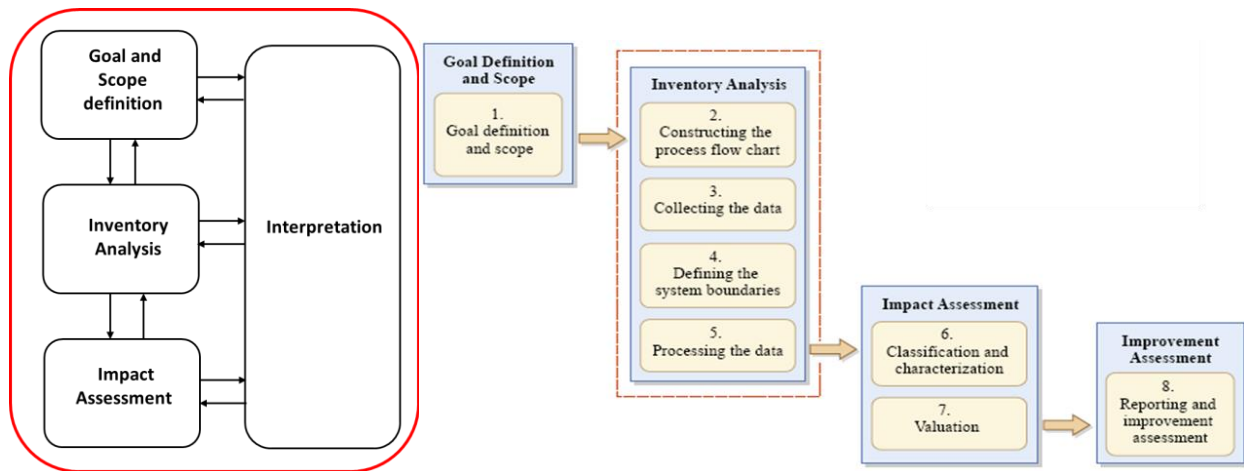 Goal and
Scope
definition
Inventory
Analysis
Impact
Assessment
Interpretation
Goal Definition
and Scope
1.
Goal definition
and scope
Inventory Analysis
2.
Constructing the
process flow chart
3.
Collecting the data
4.
Defining the
system boundaries
5.
Processing the data
Impact Assessment
6.
Classification and
characterization
7.
Valuation
Improvement
Assessment
8.
Reporting and
improvement
assessment